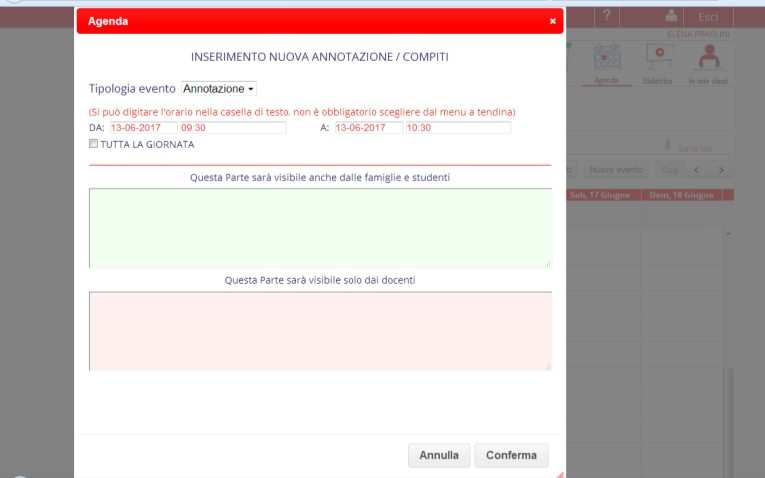 Agenda ×
? Esci
ELENA PRAOLINI
INSERIMENTO NUOVA ANNOTAZIONE / COMPITI
Tipologia evento Annotazione
Agenda Didattica le mie classi
(Si può digitare l'orario nella casella di testo, non è obbligatorio scegliere dal menu a tendina)
DA: 13-06-2017 09:30 A: 13-06-2017 10:30
TUTTA LA GIORNATA
Nuovo evento Oggi < >
Questa Parte sarà visibile anche dalle famiglie e studenti
Sab, 17 Giugno Dom, 18 Giugno
Questa Parte sarà visibile solo dai docenti
Annulla Conferma